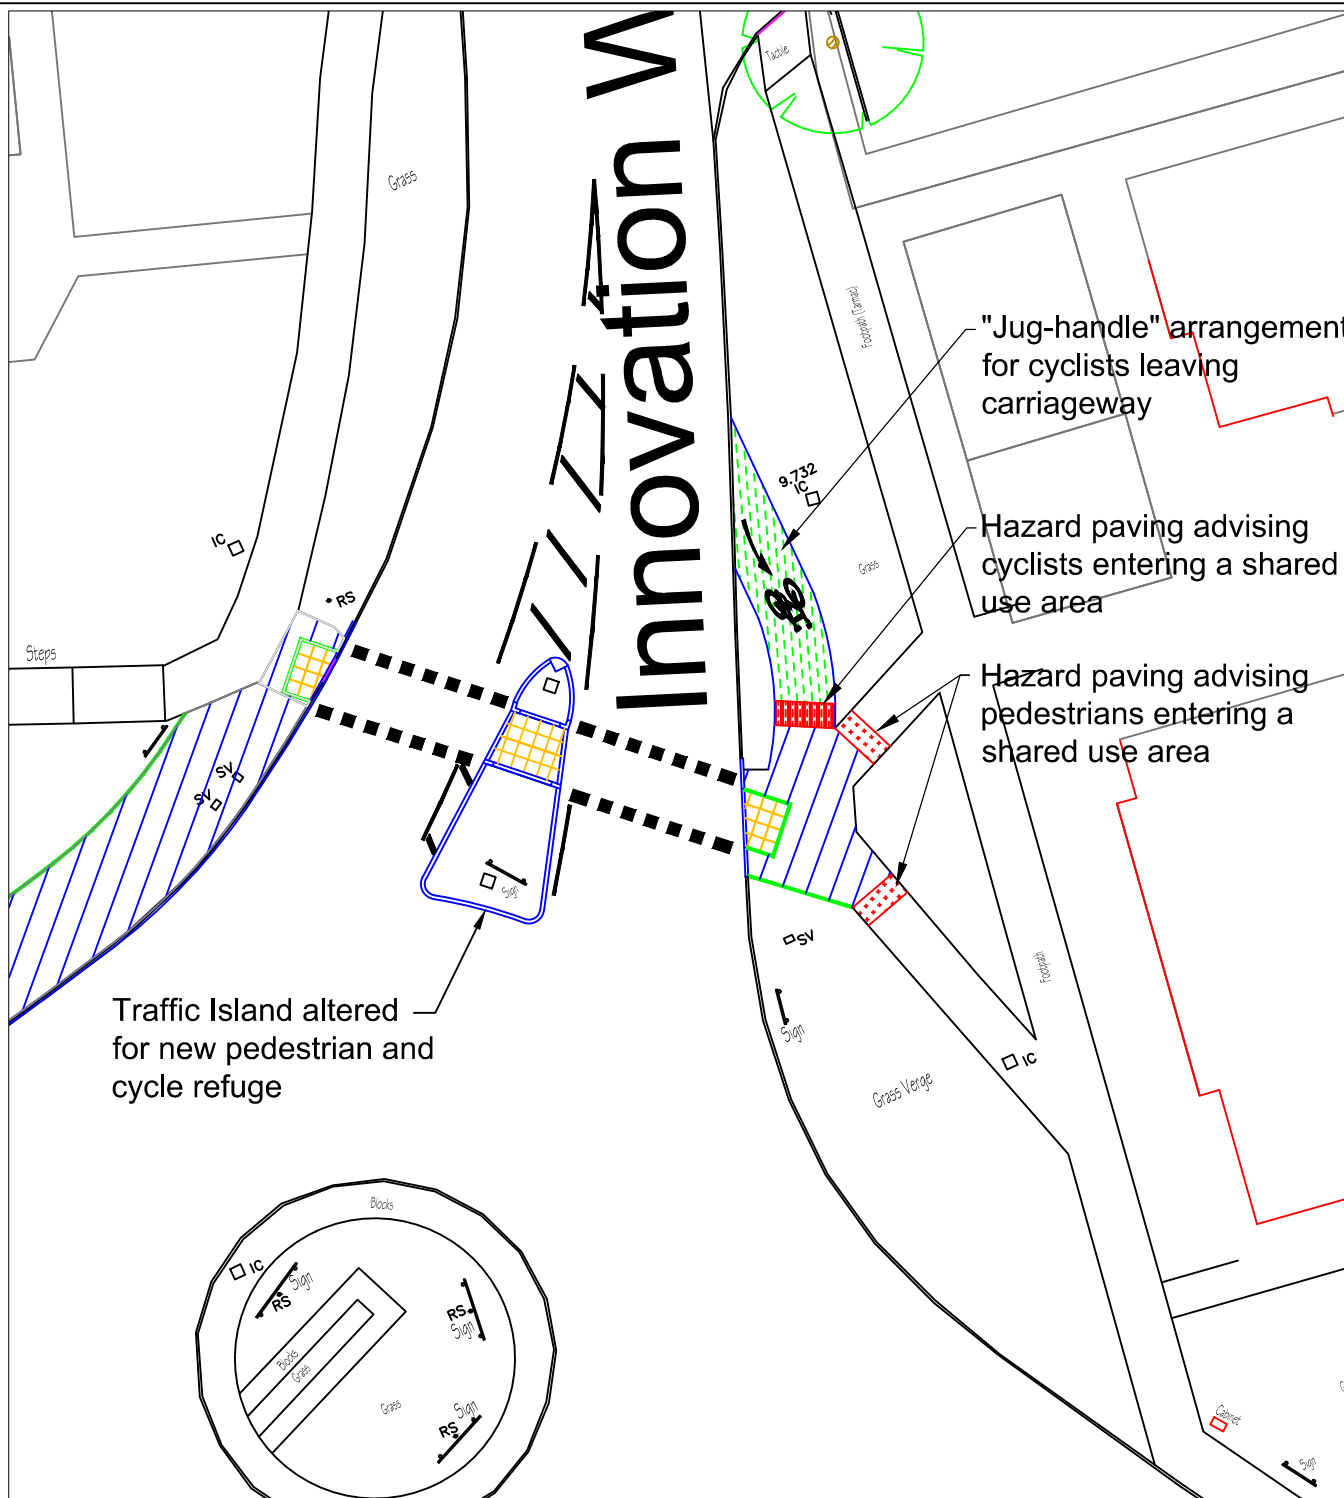 Tactile
Innovation W
Grass
Footpath (Tarmac)
"Jug-handle" arrangement
for cyclists leaving
carriageway
9.732
IC
Hazard paving advising
cyclists entering a shared
use area
IC
Grass
RS
Steps
Hazard paving advising
pedestrians entering a
shared use area
SV
SV
Sign
SV
Footpath
Traffic Island altered
for new pedestrian and
cycle refuge
Sign
IC
Grass Verge
Blocks
IC
Sign
RS
RS
Sign
Blocks
Grass
Grass
Sign
RS
Cabinet
Sign